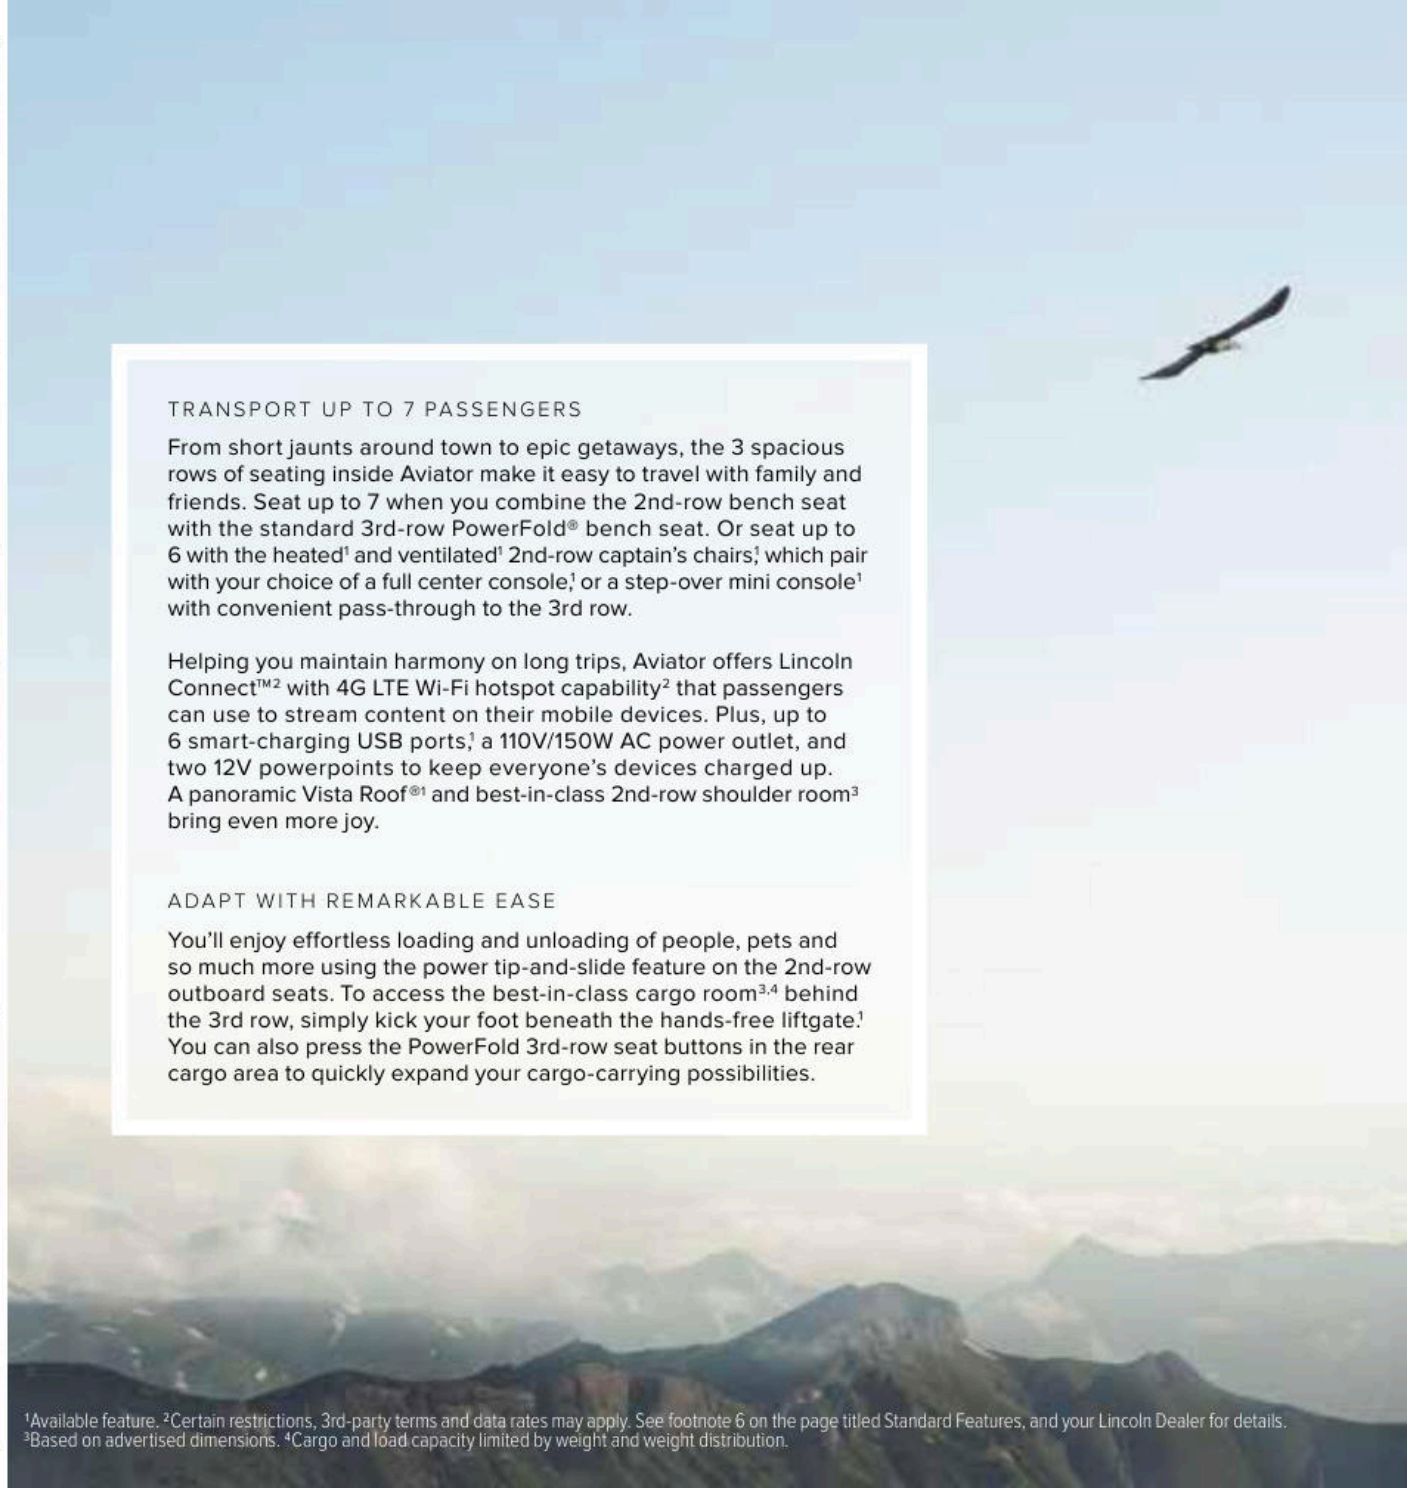 TRANSPORT UP TO 7 PASSENGERS
From short jaunts around town to epic getaways, the 3 spacious
rows of seating inside Aviator make it easy to travel with family and
friends. Seat up to 7 when you combine the 2nd-row bench seat
with the standard 3rd-row PowerFold® bench seat. Or seat up to
6 with the heated¹ and ventilated¹ 2nd-row captain's chairs,¹ which pair
with your choice of a full center console,¹ or a step-over mini console¹
with convenient pass-through to the 3rd row.
Helping you maintain harmony on long trips, Aviator offers Lincoln
Connect™² with 4G LTE Wi-Fi hotspot capability² that passengers
can use to stream content on their mobile devices. Plus, up to
6 smart-charging USB ports,¹ a 110V/150W AC power outlet, and
two 12V powerpoints to keep everyone's devices charged up.
A panoramic Vista Roof®¹ and best-in-class 2nd-row shoulder room³
bring even more joy.
ADAPT WITH REMARKABLE EASE
You'll enjoy effortless loading and unloading of people, pets and
so much more using the power tip-and-slide feature on the 2nd-row
outboard seats. To access the best-in-class cargo room³,⁴ behind
the 3rd row, simply kick your foot beneath the hands-free liftgate.¹
You can also press the PowerFold 3rd-row seat buttons in the rear
cargo area to quickly expand your cargo-carrying possibilities.
¹Available feature. ²Certain restrictions, 3rd-party terms and data rates may apply. See footnote 6 on the page titled Standard Features, and your Lincoln Dealer for details.
³Based on advertised dimensions. ⁴Cargo and load capacity limited by weight and weight distribution.